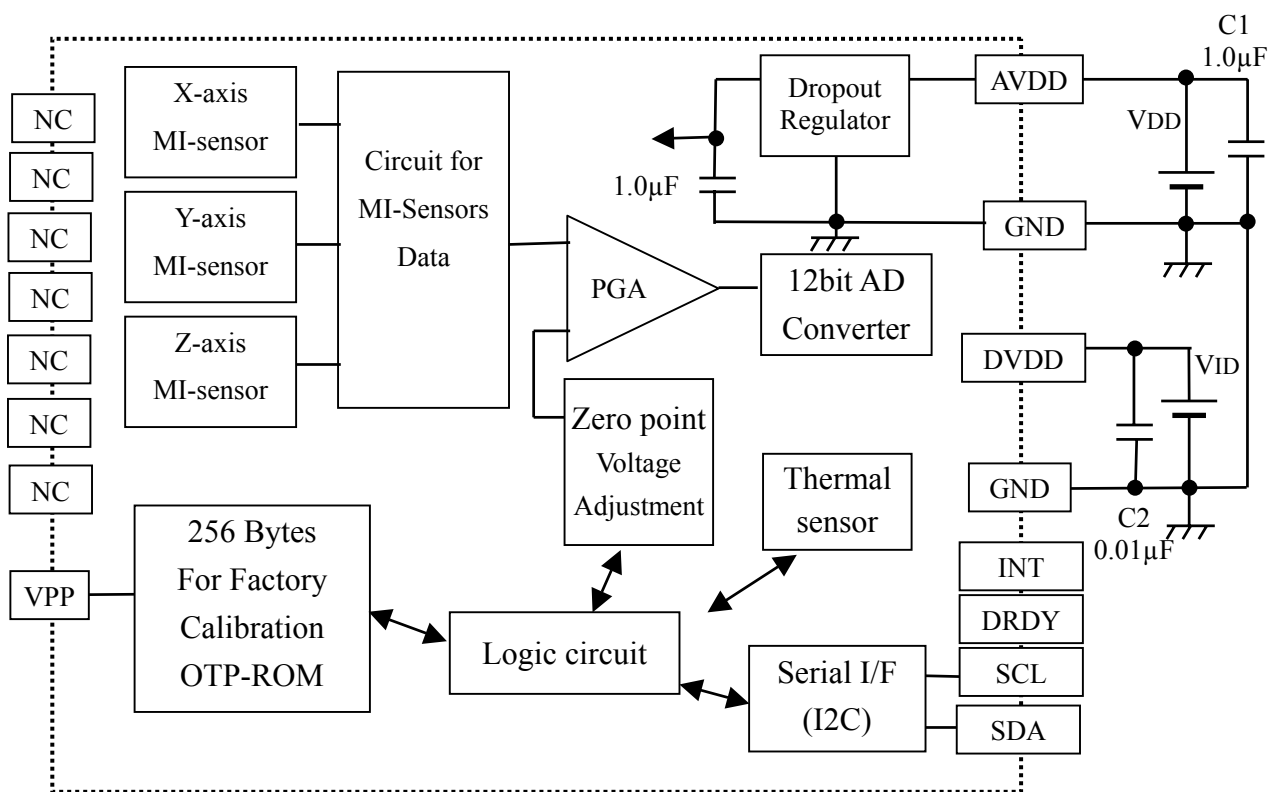 C1
1.0µF
X-axis
MI-sensor
Y-axis
MI-sensor
Z-axis
MI-sensor
Circuit for
MI-Sensors
Data
Dropout
Regulator
AVDD
VDD
1.0µF
GND
PGA
12bit AD
Converter
DVDD
VID
Zero point
Voltage
Adjustment
Thermal
sensor
GND
C2
0.01µF
NC
NC
NC
NC
NC
NC
NC
VPP
256 Bytes
For Factory
Calibration
OTP-ROM
Logic circuit
Serial I/F
(I2C)
INT
DRDY
SCL
SDA